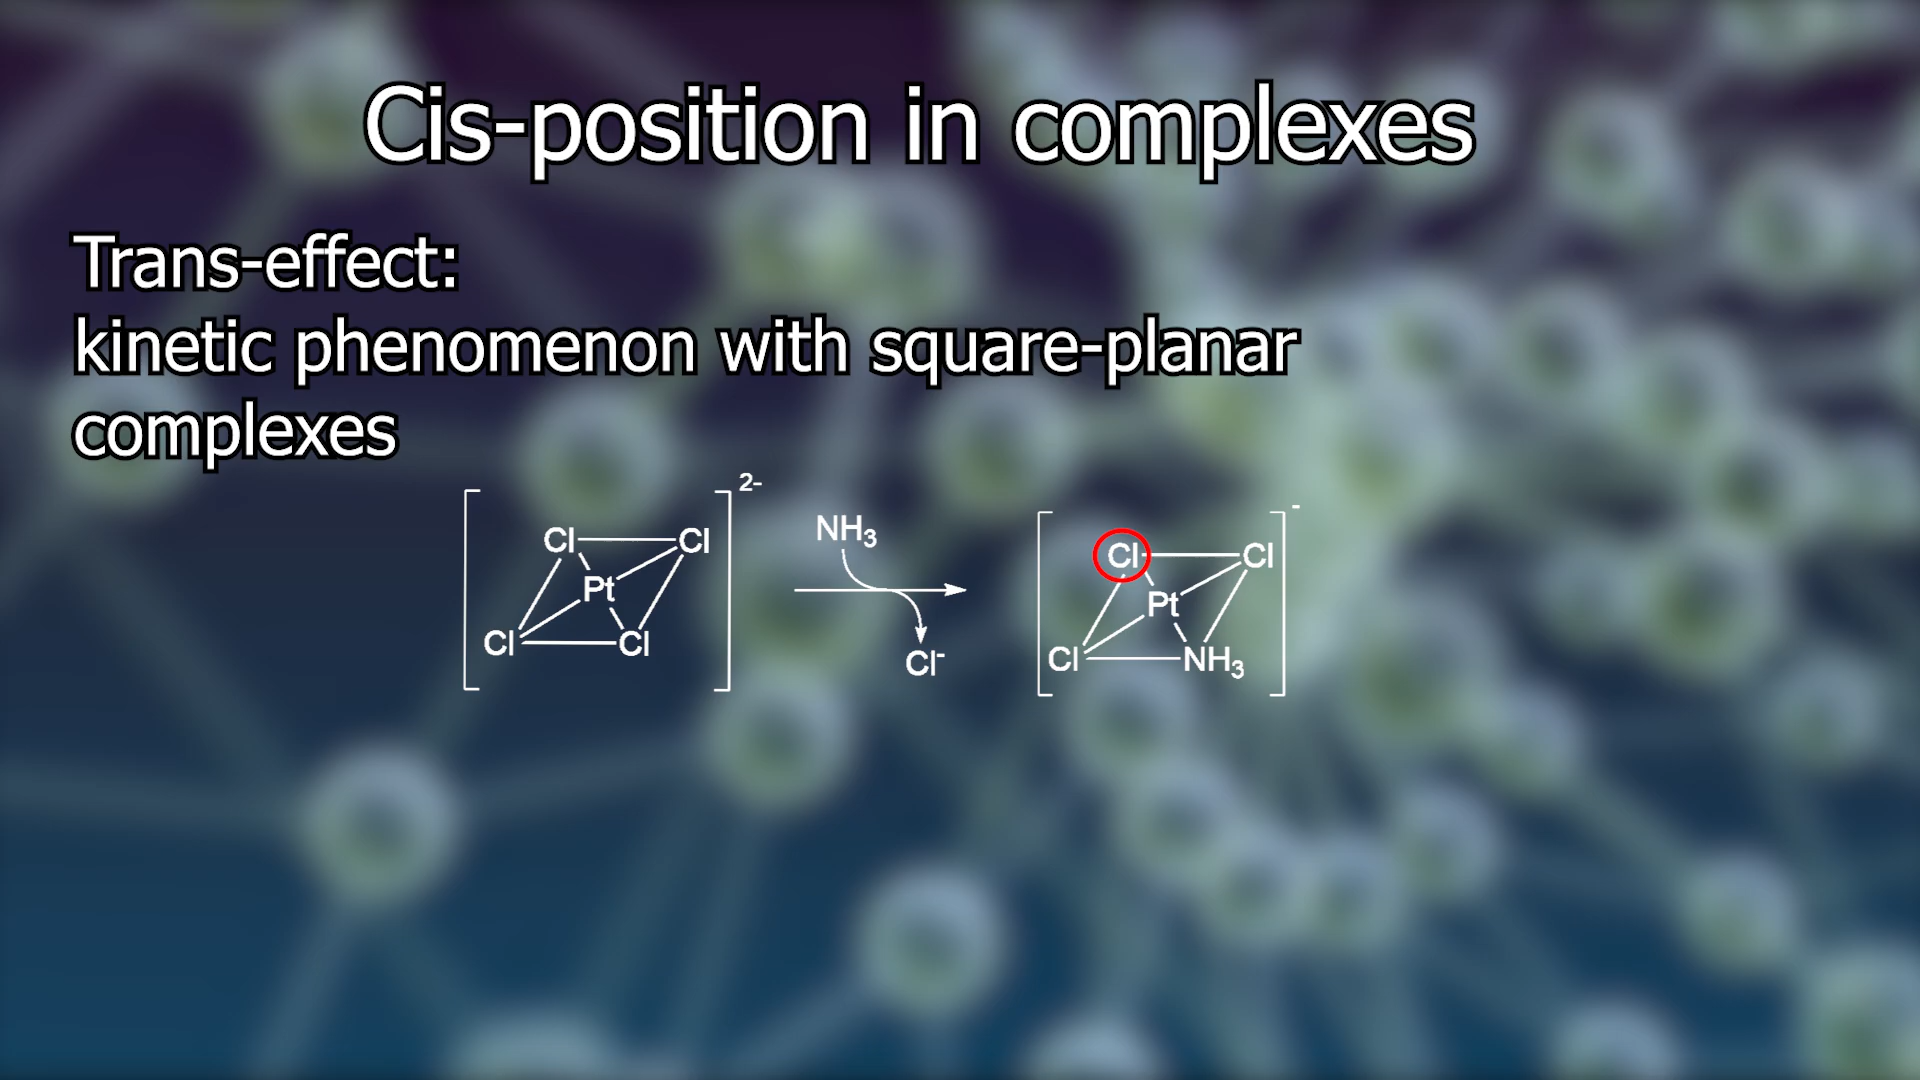 Cis-position in complexes
Trans-effect:
kinetic phenomenon with square-planar
complexes
2-
Cl Cl
Pt
Cl Cl
NH₃
Cl⁻
-
Cl Cl
Pt
Cl NH₃